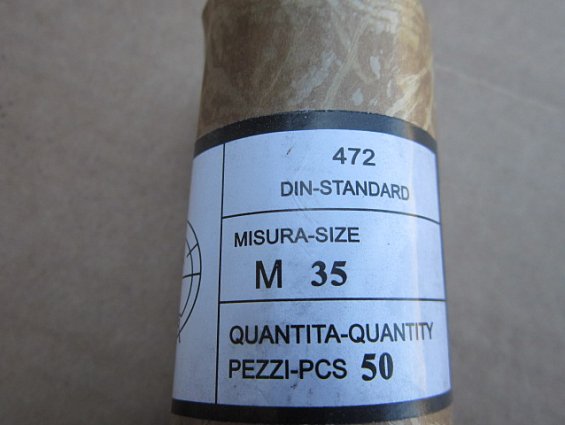 472
DIN-STANDARD
MISURA-SIZE
M 35
QUANTITA-QUANTITY
PEZZI-PCS 50